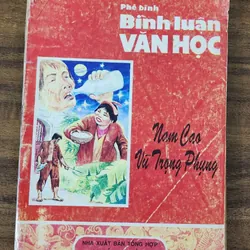 Phê bình
Bình luận
VĂN HỌC
Nam Cao
Vũ Trọng Phụng
NHÀ XUẤT BẢN TỔNG HỢP